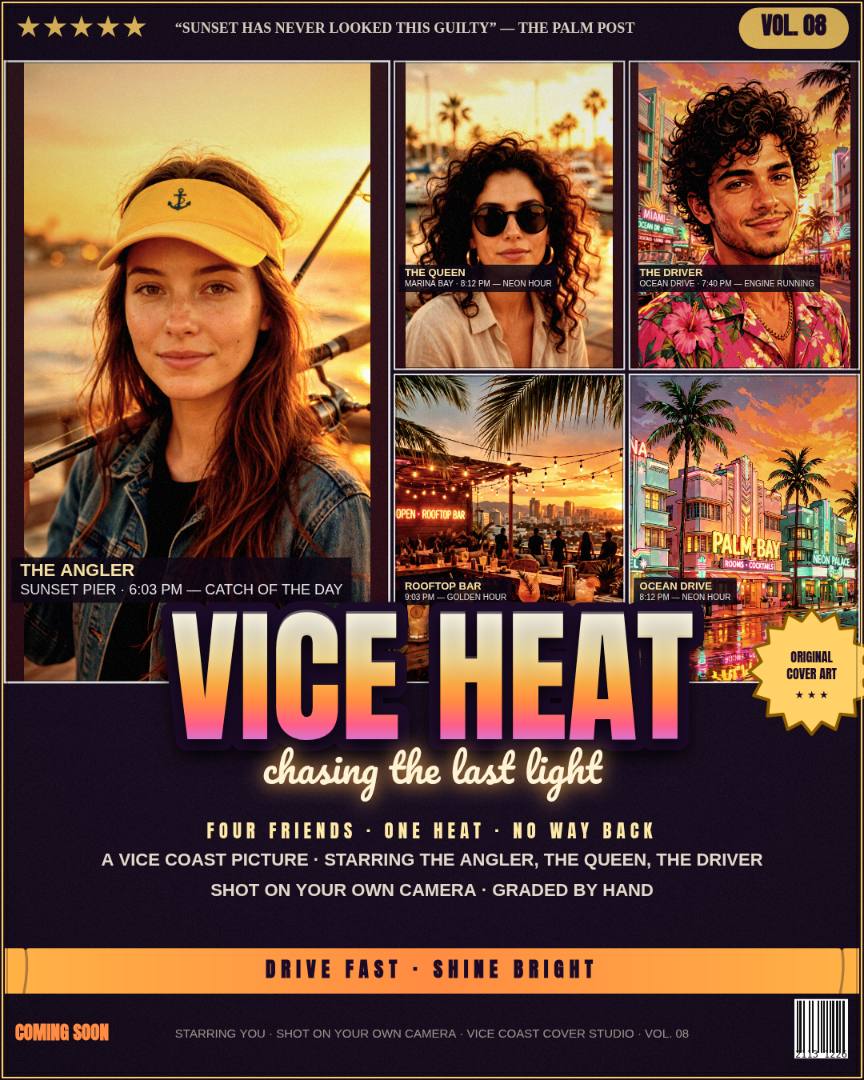 ★★★★★
“SUNSET HAS NEVER LOOKED THIS GUILTY” — THE PALM POST
VOL. 08
THE ANGLER
SUNSET PIER · 6:03 PM — CATCH OF THE DAY
THE QUEEN
MARINA BAY · 8:12 PM — NEON HOUR
MIAMI
OCEAN DR · HOTEL
THE DRIVER
OCEAN DRIVE · 7:40 PM — ENGINE RUNNING
OPEN · ROOFTOP BAR
ROOFTOP BAR
9:03 PM — GOLDEN HOUR
PALM BAY
ROOMS · COCKTAILS
NEON PALACE
OCEAN DRIVE
8:12 PM — NEON HOUR
ORIGINAL
COVER ART
★ ★ ★
VICE HEAT
chasing the last light
FOUR FRIENDS · ONE HEAT · NO WAY BACK
A VICE COAST PICTURE · STARRING THE ANGLER, THE QUEEN, THE DRIVER
SHOT ON YOUR OWN CAMERA · GRADED BY HAND
DRIVE FAST · SHINE BRIGHT
COMING SOON
STARRING YOU · SHOT ON YOUR OWN CAMERA · VICE COAST COVER STUDIO · VOL. 08